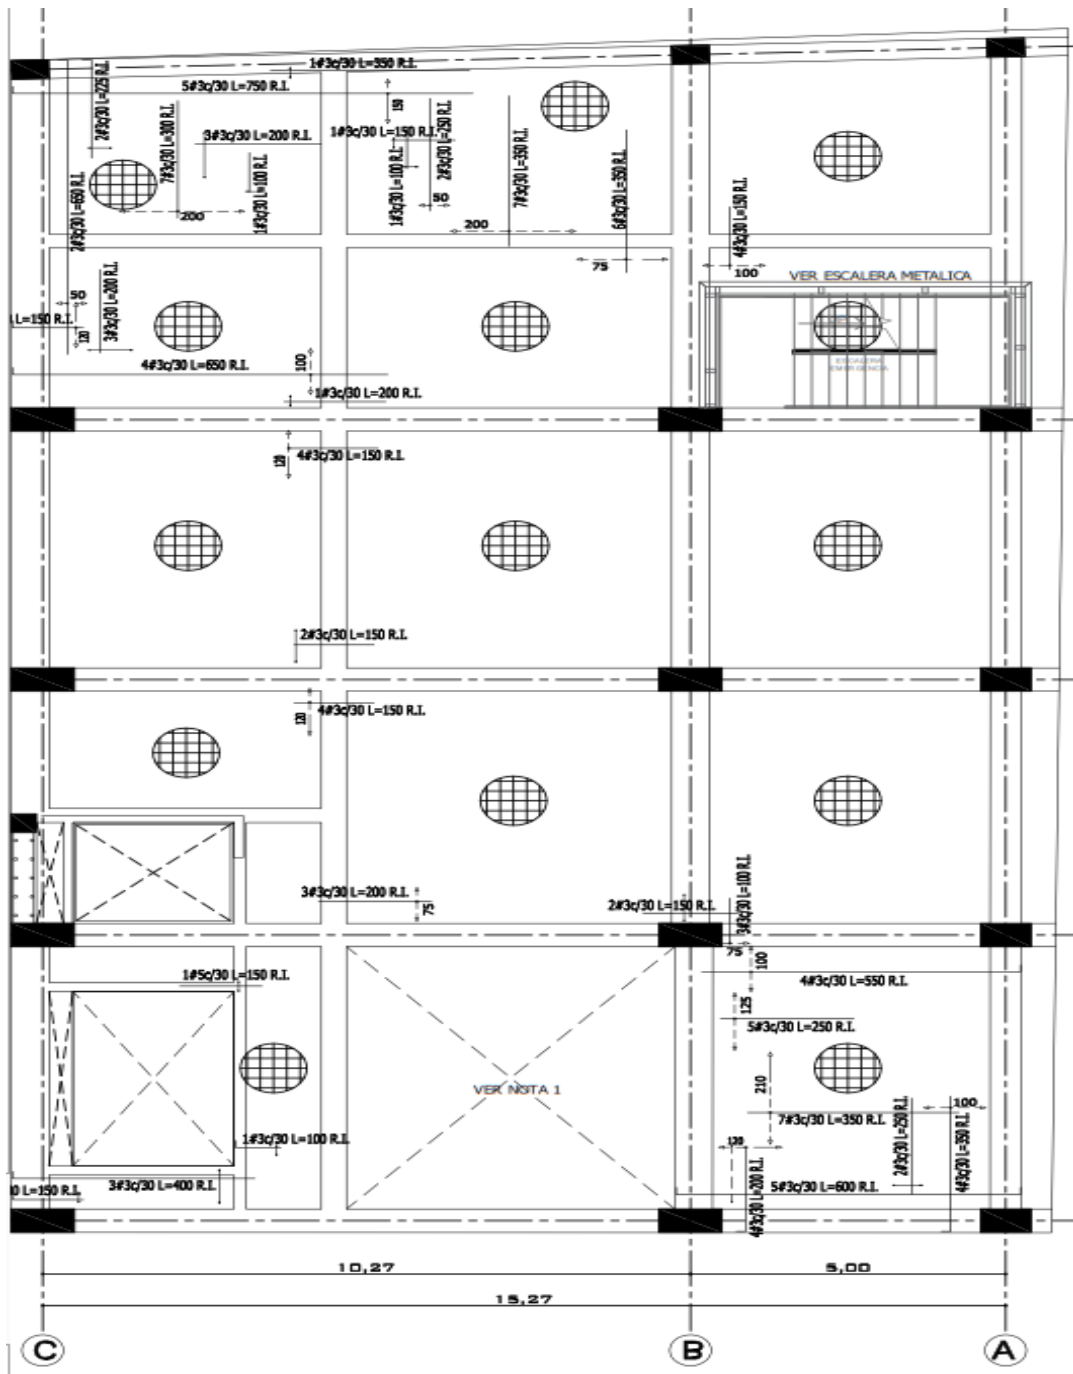 1#3c/30 L=350 R.I.
5#3c/30 L=750 R.I.
2#3c/30 L=225 R.I.
7#3c/30 L=300 R.I.
3#3c/30 L=200 R.I.
1#3c/30 L=100 R.I.
200
2#3c/30 L=650 R.I.
150
1#3c/30 L=150 R.I.
1#3c/30 L=100 R.I.
2#3c/30 L=250 R.I.
50
7#3c/30 L=350 R.I.
200
6#3c/30 L=350 R.I.
75
4#3c/30 L=150 R.I.
100
VER ESCALERA METALICA
ESCALERA
EMERGENCIA
50
L=150 R.I.
120
3#3c/30 L=200 R.I.
4#3c/30 L=650 R.I.
100
1#3c/30 L=200 R.I.
4#3c/30 L=150 R.I.
120
2#3c/30 L=150 R.I.
4#3c/30 L=150 R.I.
120
3#3c/30 L=200 R.I.
75
2#3c/30 L=150 R.I.
3#3c/30 L=100 R.I.
75
100
1#5c/30 L=150 R.I.
4#3c/30 L=550 R.I.
125
5#3c/30 L=250 R.I.
VER NOTA 1
210
7#3c/30 L=350 R.I.
100
2#3c/30 L=250 R.I.
4#3c/30 L=350 R.I.
1#3c/30 L=100 R.I.
120
4#3c/30 L=200 R.I.
3#3c/30 L=400 R.I.
0 L=150 R.I.
5#3c/30 L=600 R.I.
10,27
5,00
15,27
C
B
A